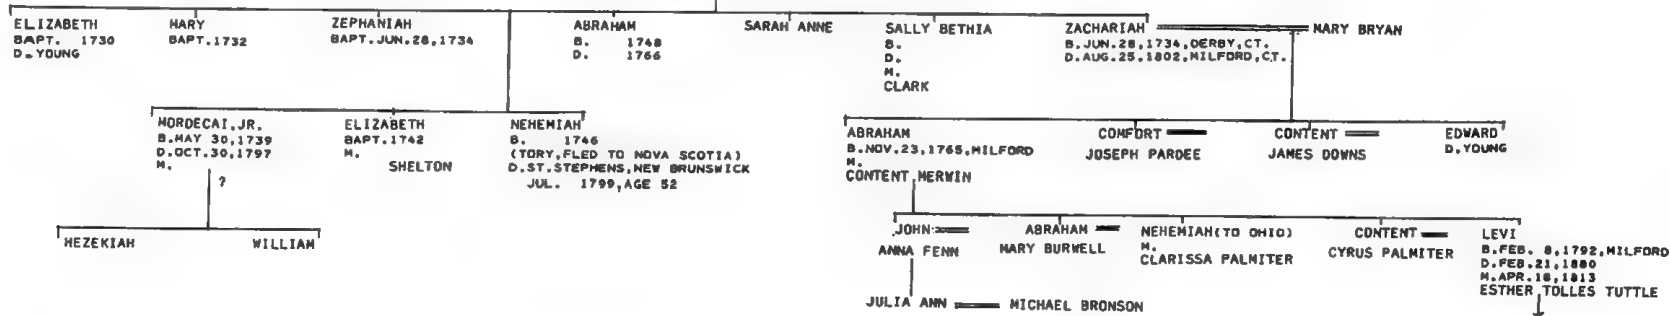 ELIZABETH
BAPT. 1730
D.YOUNG
MARY
BAPT.1732
ZEPHANIAH
BAPT.JUN.28,1734
ABRAHAM
B. 1748
D. 1766
SARAH ANNE
SALLY BETHIA
B.
D.
M.
CLARK
ZACHARIAH
B.JUN.28,1734,DERBY,CT.
D.AUG.25,1802,MILFORD,CT.
MARY BRYAN
MORDECAI,JR.
B.MAY 30,1739
D.OCT.30,1797
M.
?
ELIZABETH
BAPT.1742
M.
SHELTON
NEHEMIAH
B. 1746
(TORY,FLED TO NOVA SCOTIA)
D.ST.STEPHENS,NEW BRUNSWICK
JUL. 1799,AGE 52
ABRAHAM
B.NOV.23,1765,MILFORD
M.
CONTENT MERWIN
COMFORT
JOSEPH PARDEE
CONTENT
JAMES DOWNS
EDWARD
D.YOUNG
HEZEKIAH
WILLIAM
JOHN
ANNA FENN
ABRAHAM
MARY BURWELL
NEHEMIAH(TO OHIO)
M.
CLARISSA PALMITER
CONTENT
CYRUS PALMITER
LEVI
B.FEB. 8,1792,MILFORD
D.FEB.21,1880
M.APR.18,1813
ESTHER TOLLES TUTTLE
JULIA ANN
MICHAEL BRONSON